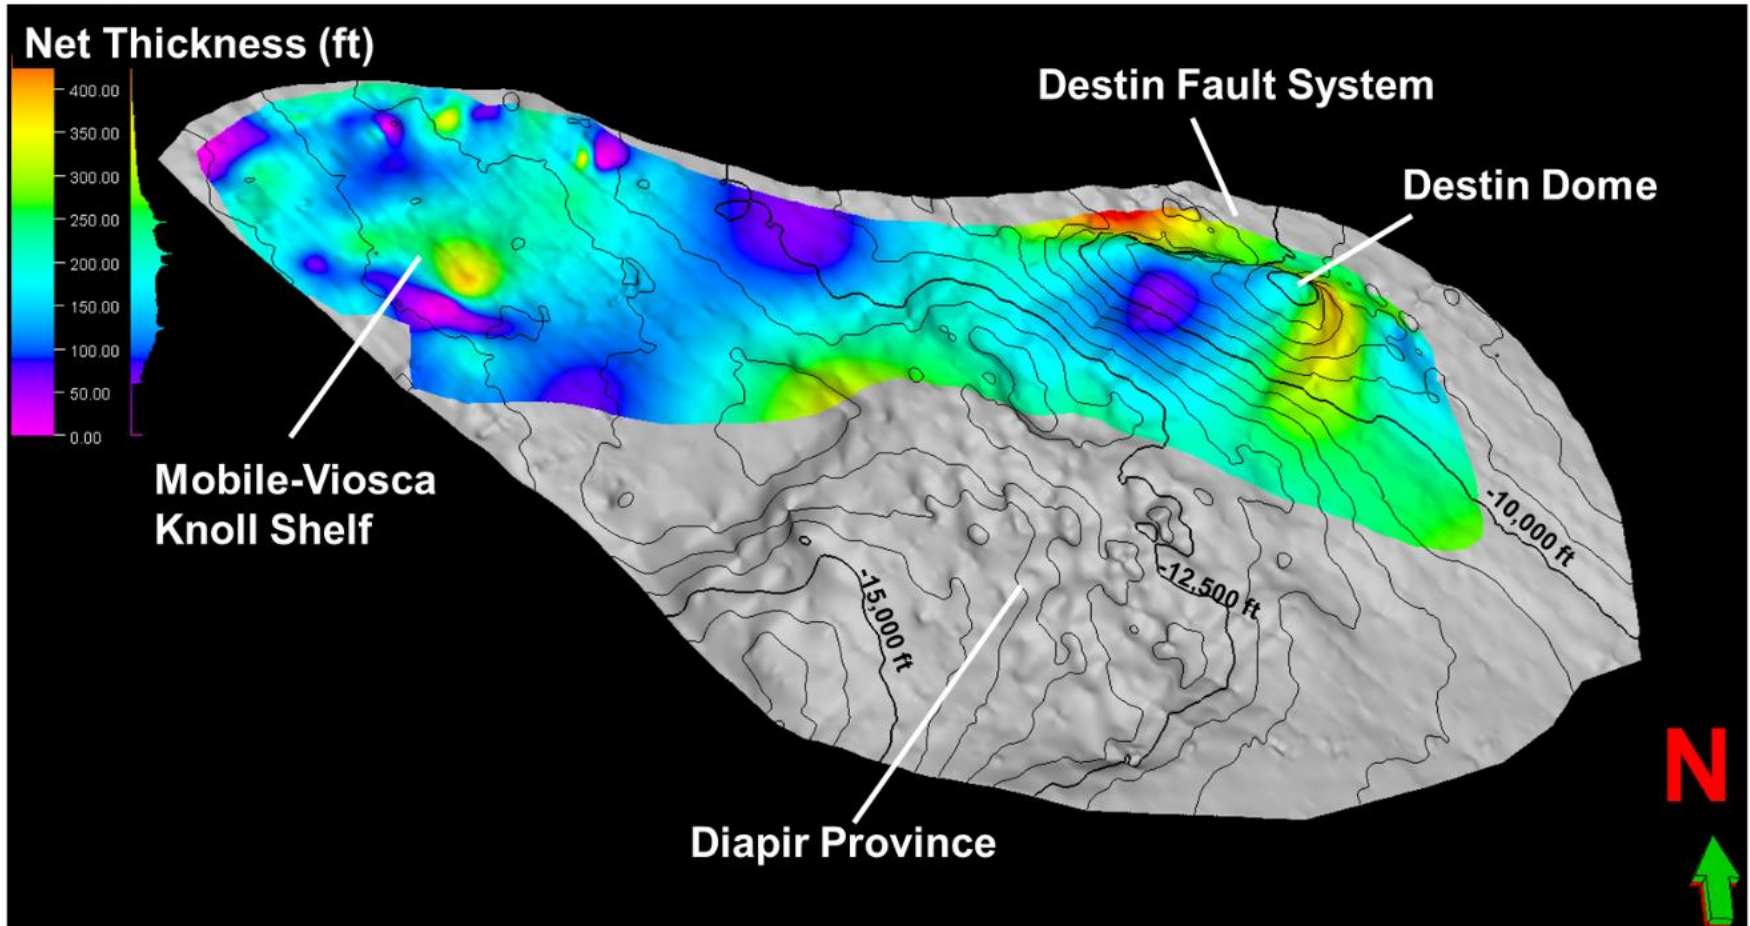 Net Thickness (ft)
400.00
350.00
300.00
250.00
200.00
150.00
100.00
50.00
0.00
Destin Fault System
Destin Dome
Mobile-Viosca
Knoll Shelf
-10,000 ft
-12,500 ft
-15,000 ft
Diapir Province
N